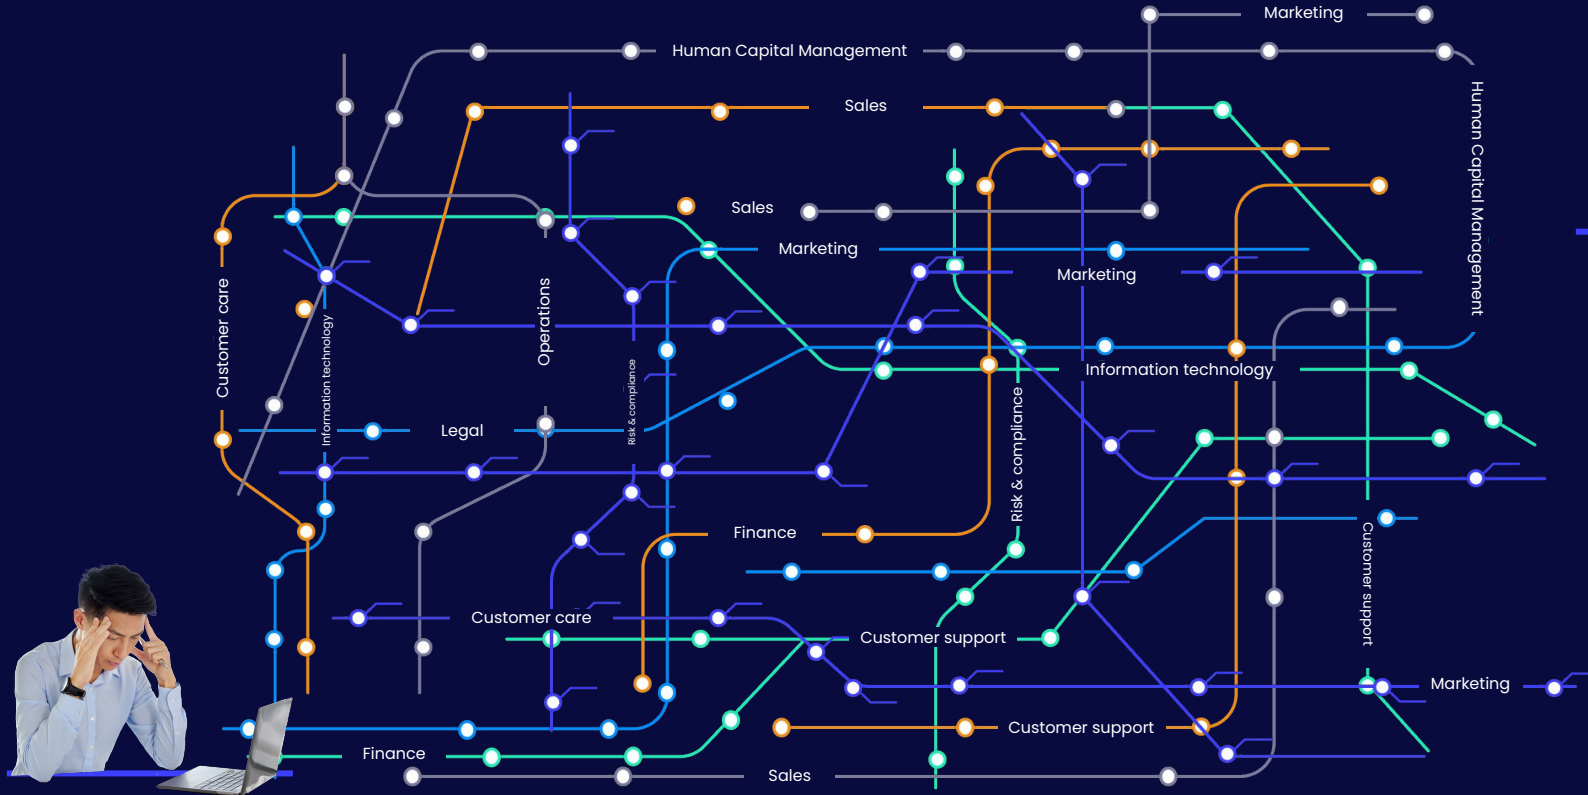 Marketing
Human Capital Management
Human Capital Management
Sales
Sales
Marketing
Marketing
Customer care
Operations
Information technology
Risk & compliance
Information technology
Legal
Risk & compliance
Finance
Customer support
Customer care
Customer support
Marketing
Customer support
Finance
Sales